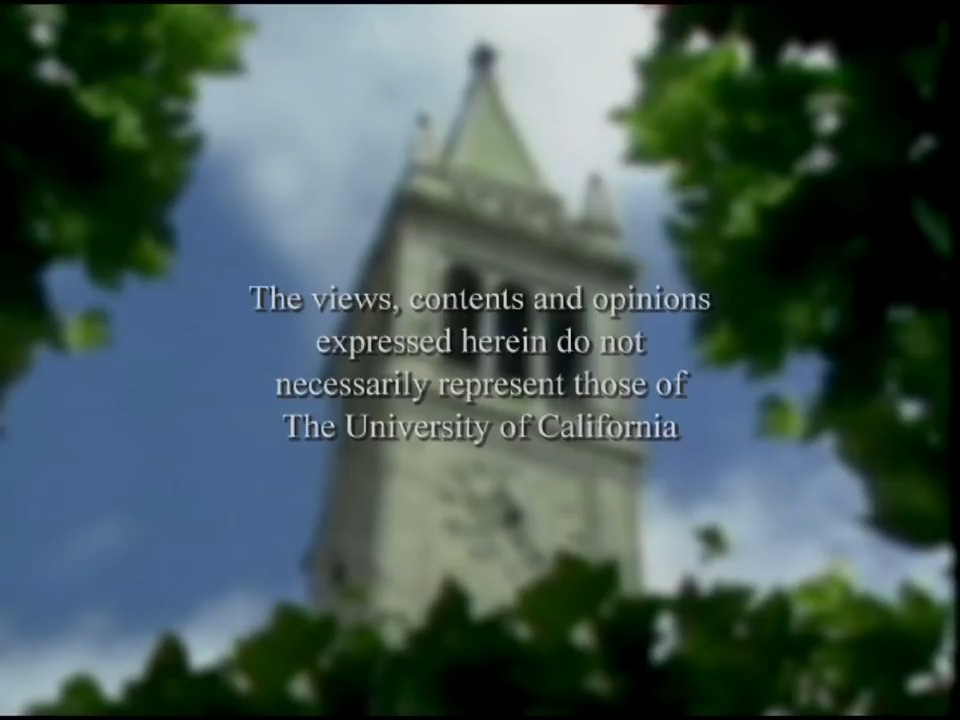 The views, contents and opinions
expressed herein do not
necessarily represent those of
The University of California